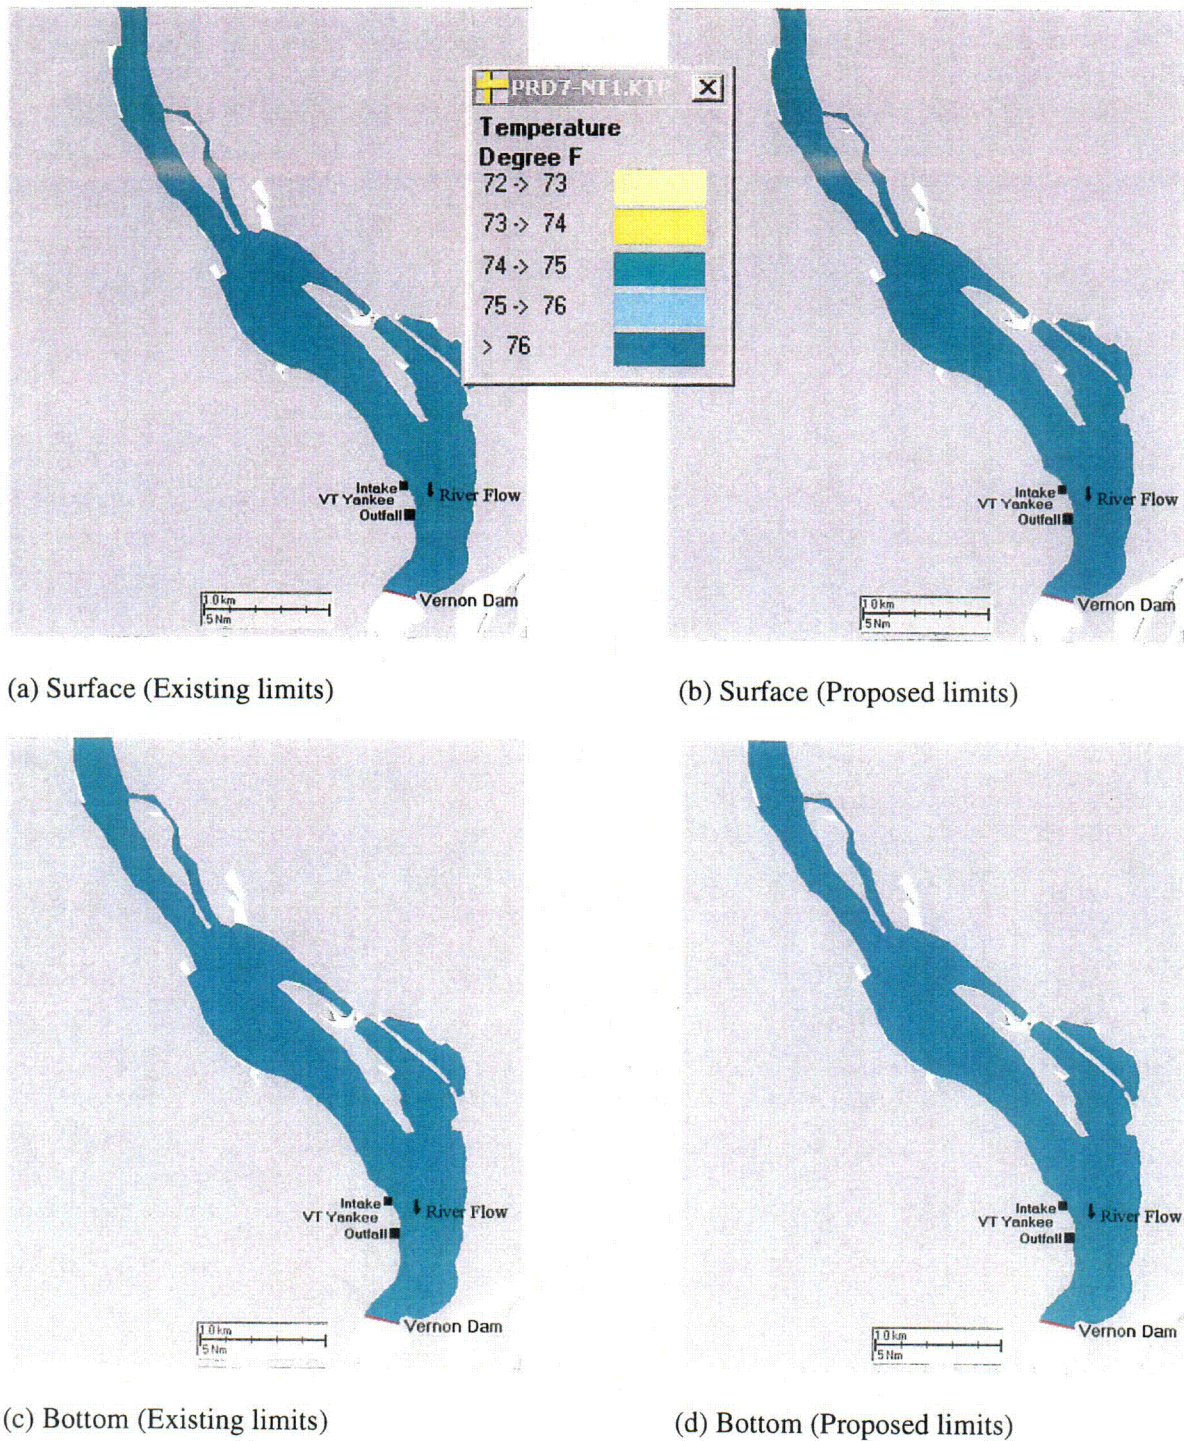 PRD7-NT1.KTP
Temperature
Degree F
72 -> 73
73 -> 74
74 -> 75
75 -> 76
> 76
Intake
VT Yankee
Outfall
River Flow
1.0 km
.5 Nm
Vernon Dam
Intake
VT Yankee
Outfall
River Flow
1.0 km
.5 Nm
Vernon Dam
(a) Surface (Existing limits)
(b) Surface (Proposed limits)
Intake
VT Yankee
Outfall
River Flow
1.0 km
.5 Nm
Vernon Dam
Intake
VT Yankee
Outfall
River Flow
1.0 km
.5 Nm
Vernon Dam
(c) Bottom (Existing limits)
(d) Bottom (Proposed limits)